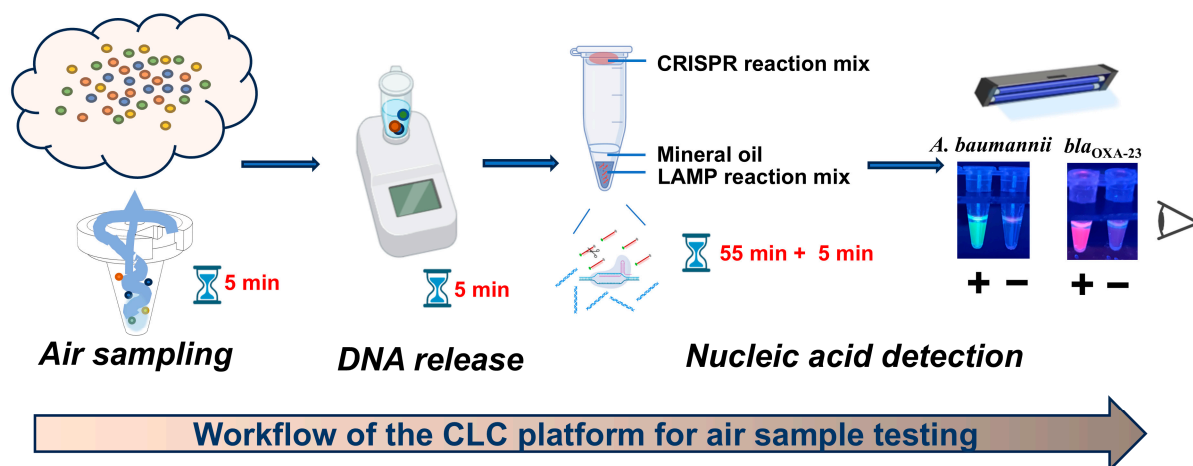 CRISPR reaction mix
Mineral oil
LAMP reaction mix
A. baumannii
bla_OXA-23
5 min
5 min
55 min + 5 min
+ −
+ −
Air sampling
DNA release
Nucleic acid detection
Workflow of the CLC platform for air sample testing